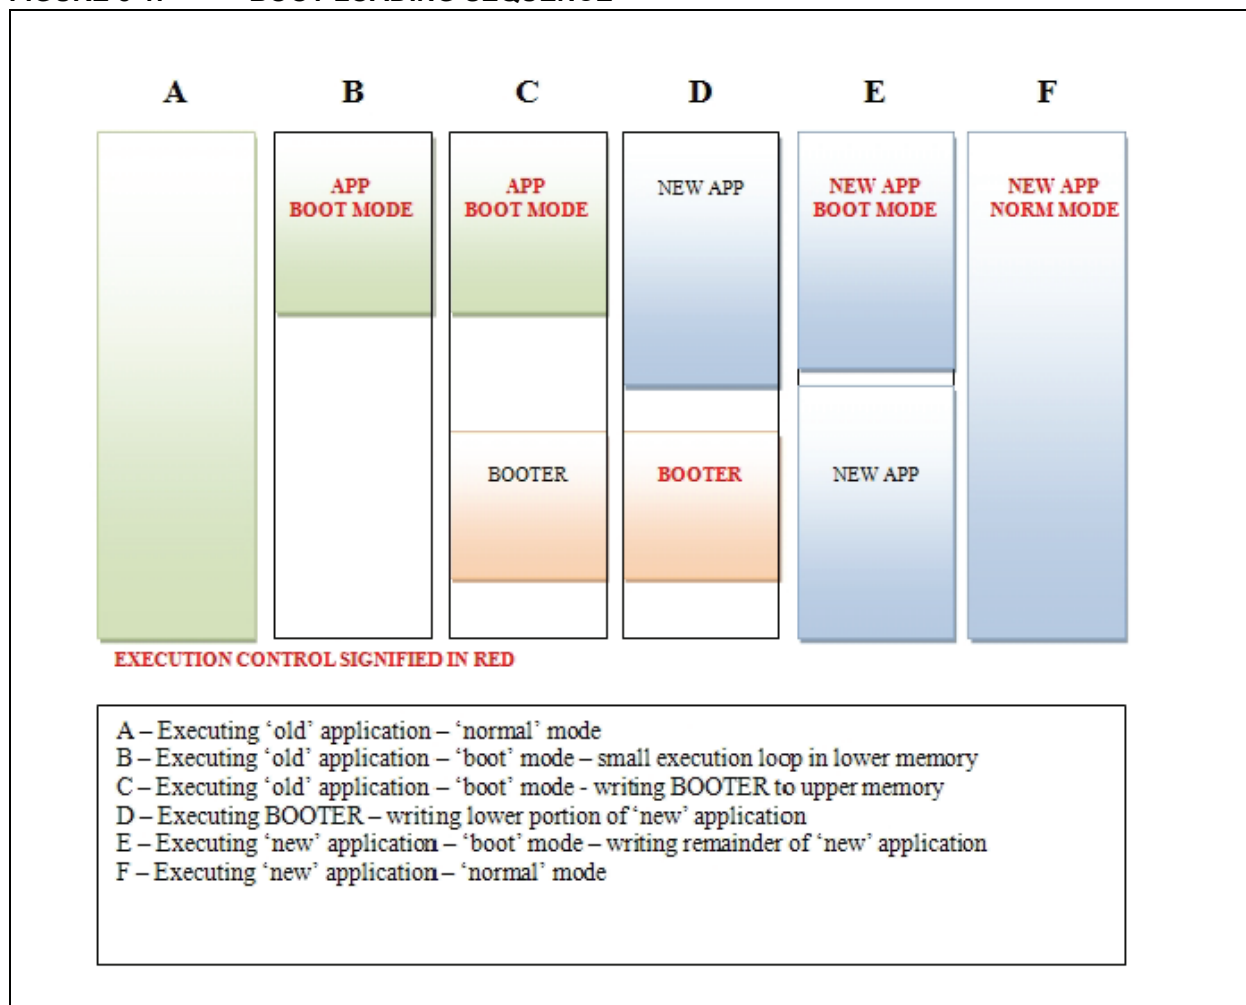 A B C D E F
APP
BOOT MODE
APP
BOOT MODE
NEW APP
NEW APP
BOOT MODE
NEW APP
NORM MODE
BOOTER
BOOTER
NEW APP
EXECUTION CONTROL SIGNIFIED IN RED
A – Executing ‘old’ application – ‘normal’ mode
B – Executing ‘old’ application – ‘boot’ mode – small execution loop in lower memory
C – Executing ‘old’ application – ‘boot’ mode - writing BOOTER to upper memory
D – Executing BOOTER – writing lower portion of ‘new’ application
E – Executing ‘new’ application – ‘boot’ mode – writing remainder of ‘new’ application
F – Executing ‘new’ application – ‘normal’ mode